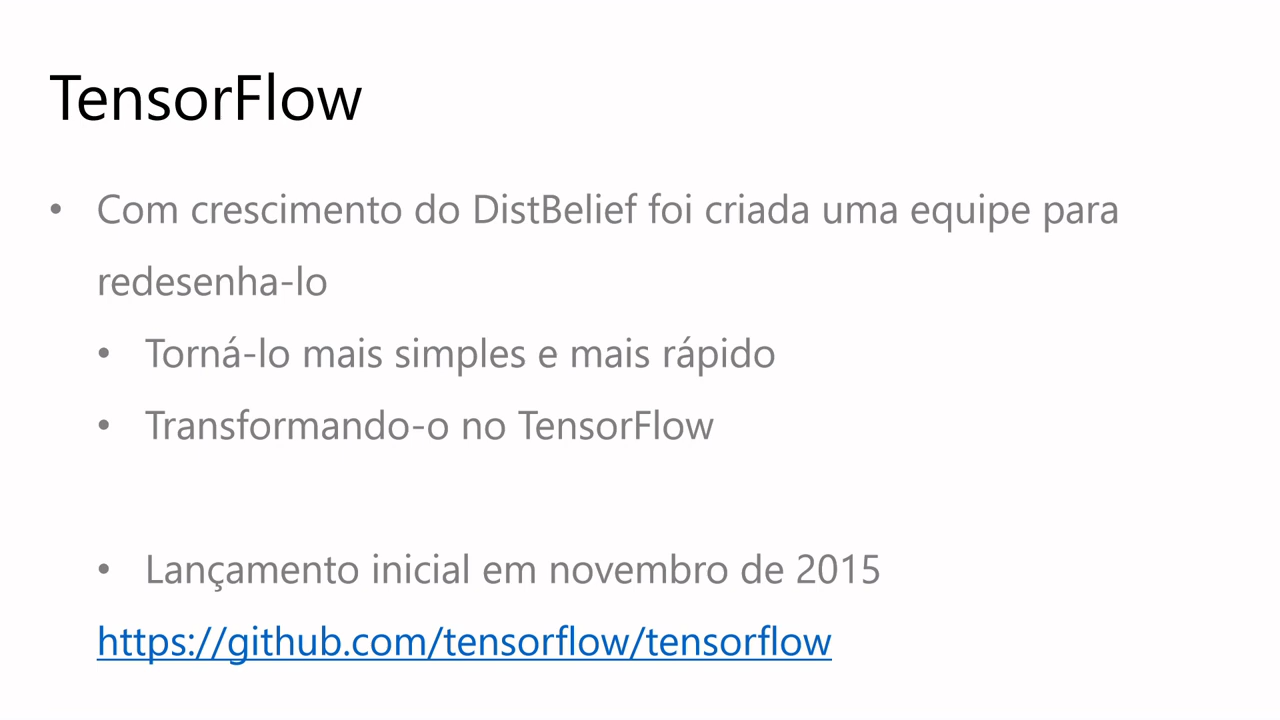 TensorFlow
• Com crescimento do DistBelief foi criada uma equipe para
redesenha-lo
• Torná-lo mais simples e mais rápido
• Transformando-o no TensorFlow
• Lançamento inicial em novembro de 2015
https://github.com/tensorflow/tensorflow